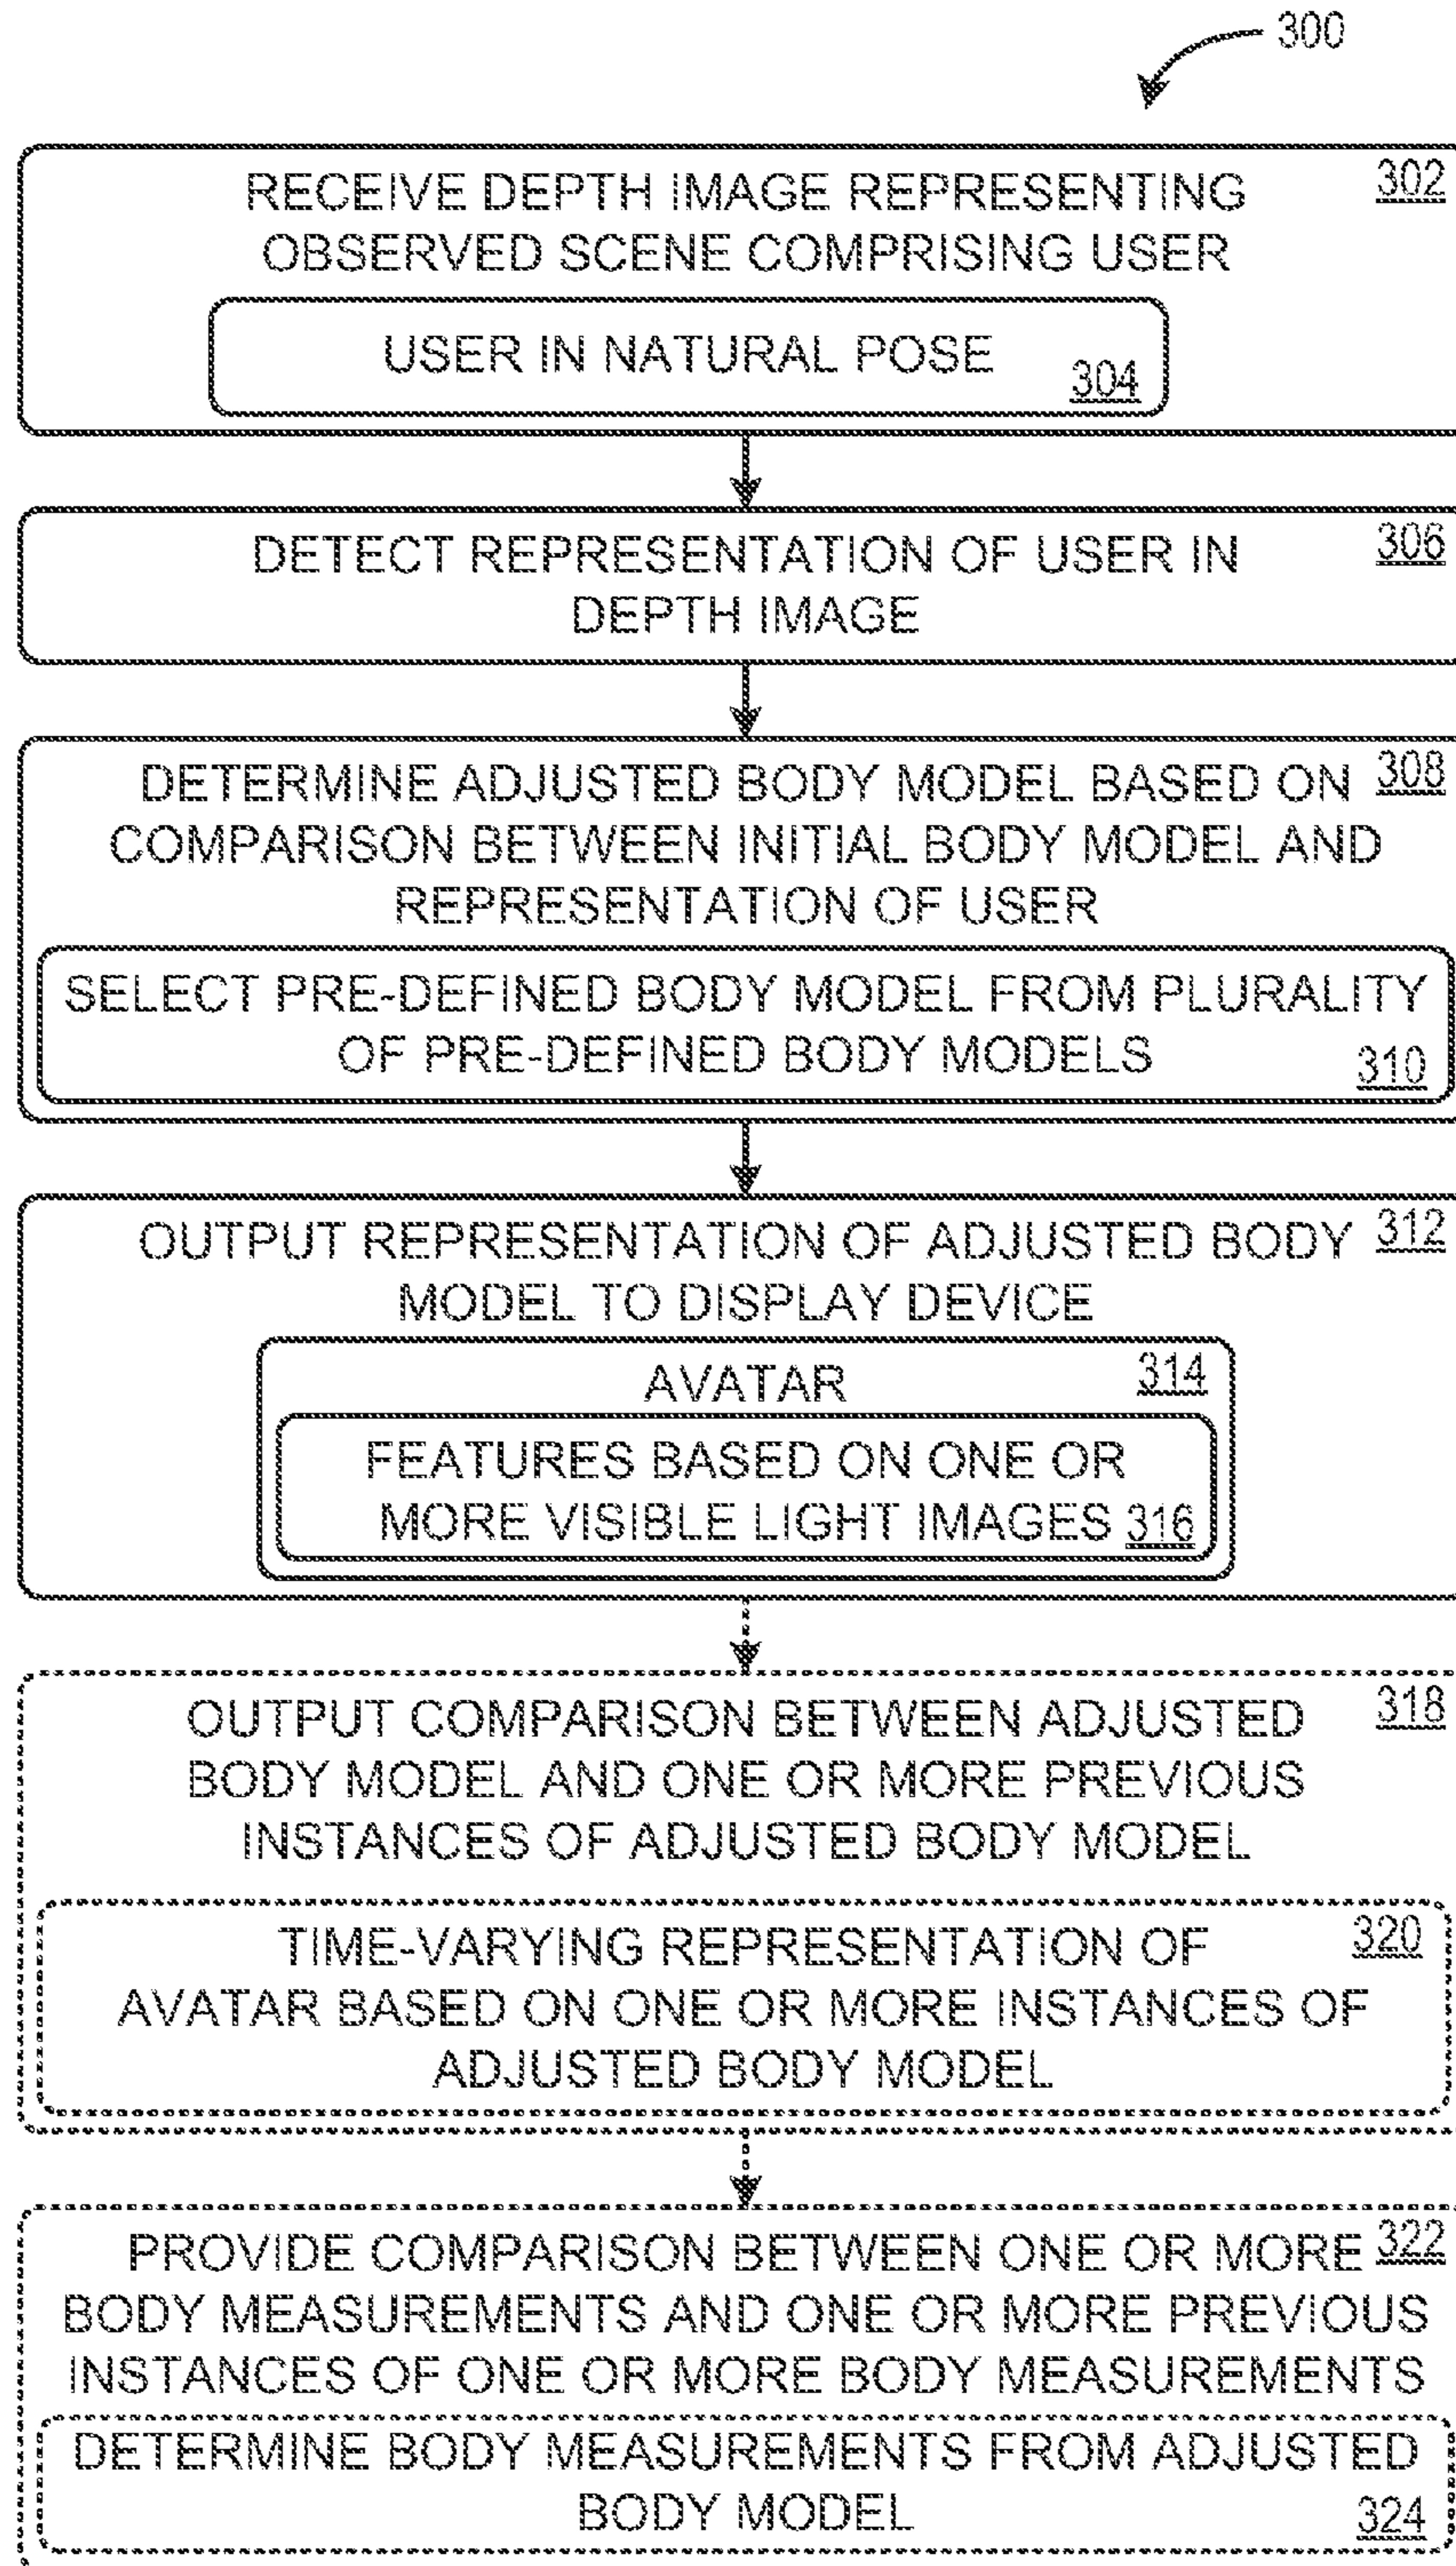 300
302
RECEIVE DEPTH IMAGE REPRESENTING
OBSERVED SCENE COMPRISING USER
USER IN NATURAL POSE
304
306
DETECT REPRESENTATION OF USER IN
DEPTH IMAGE
DETERMINE ADJUSTED BODY MODEL BASED ON 308
COMPARISON BETWEEN INITIAL BODY MODEL AND
REPRESENTATION OF USER
SELECT PRE-DEFINED BODY MODEL FROM PLURALITY
OF PRE-DEFINED BODY MODELS 310
OUTPUT REPRESENTATION OF ADJUSTED BODY 312
MODEL TO DISPLAY DEVICE
AVATAR 314
FEATURES BASED ON ONE OR
MORE VISIBLE LIGHT IMAGES 316
OUTPUT COMPARISON BETWEEN ADJUSTED 318
BODY MODEL AND ONE OR MORE PREVIOUS
INSTANCES OF ADJUSTED BODY MODEL
TIME-VARYING REPRESENTATION OF 320
AVATAR BASED ON ONE OR MORE INSTANCES OF
ADJUSTED BODY MODEL
PROVIDE COMPARISON BETWEEN ONE OR MORE 322
BODY MEASUREMENTS AND ONE OR MORE PREVIOUS
INSTANCES OF ONE OR MORE BODY MEASUREMENTS
DETERMINE BODY MEASUREMENTS FROM ADJUSTED
BODY MODEL 324